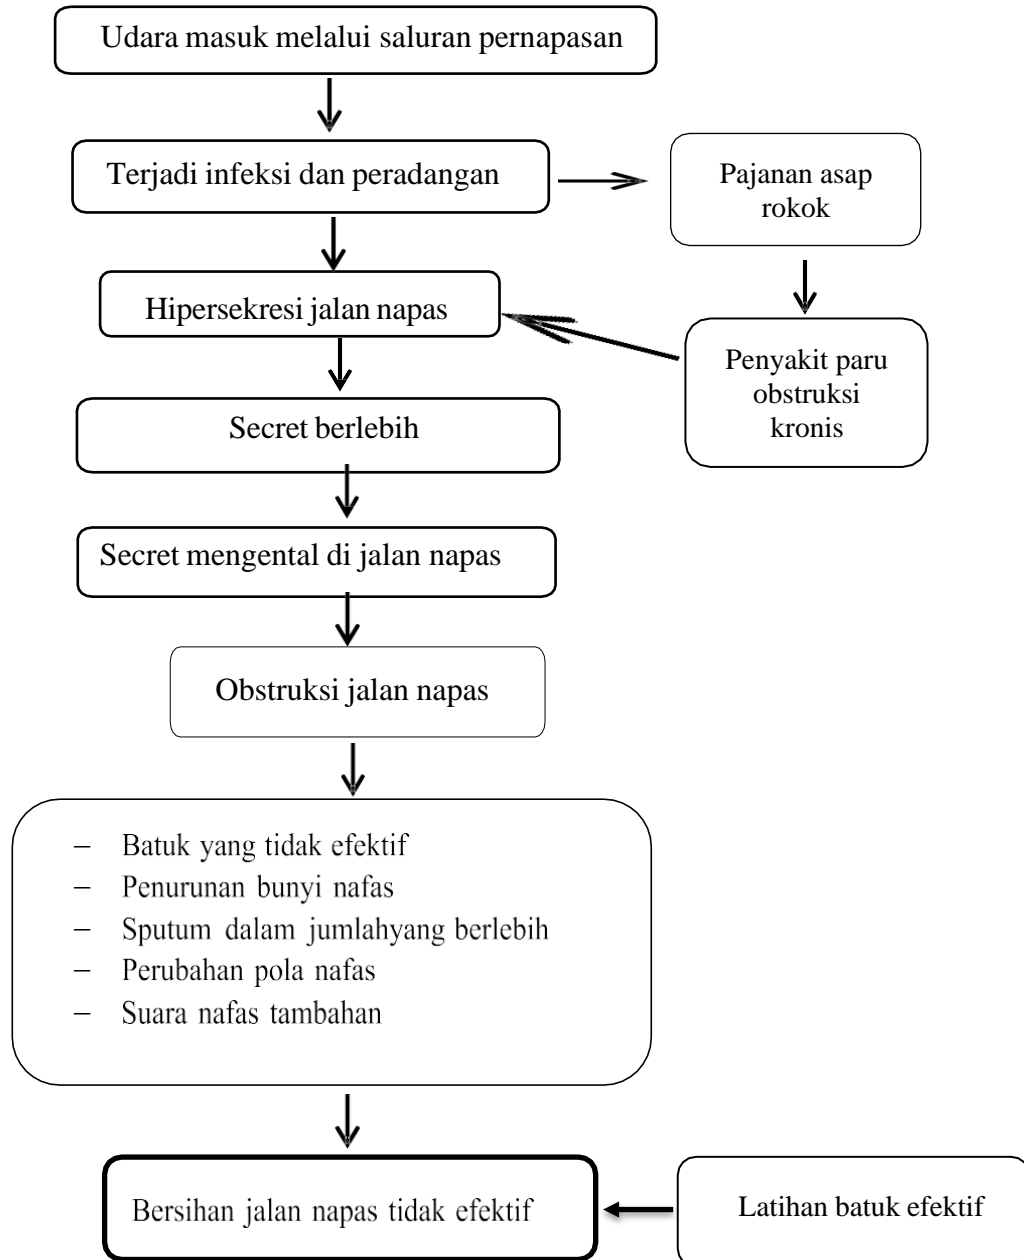 Udara masuk melalui saluran pernapasan
Terjadi infeksi dan peradangan
Pajanan asap
rokok
Hipersekresi jalan napas
Penyakit paru
obstruksi
kronis
Secret berlebih
Secret mengental di jalan napas
Obstruksi jalan napas
– Batuk yang tidak efektif
– Penurunan bunyi nafas
– Sputum dalam jumlahyang berlebih
– Perubahan pola nafas
– Suara nafas tambahan
Bersihan jalan napas tidak efektif
Latihan batuk efektif